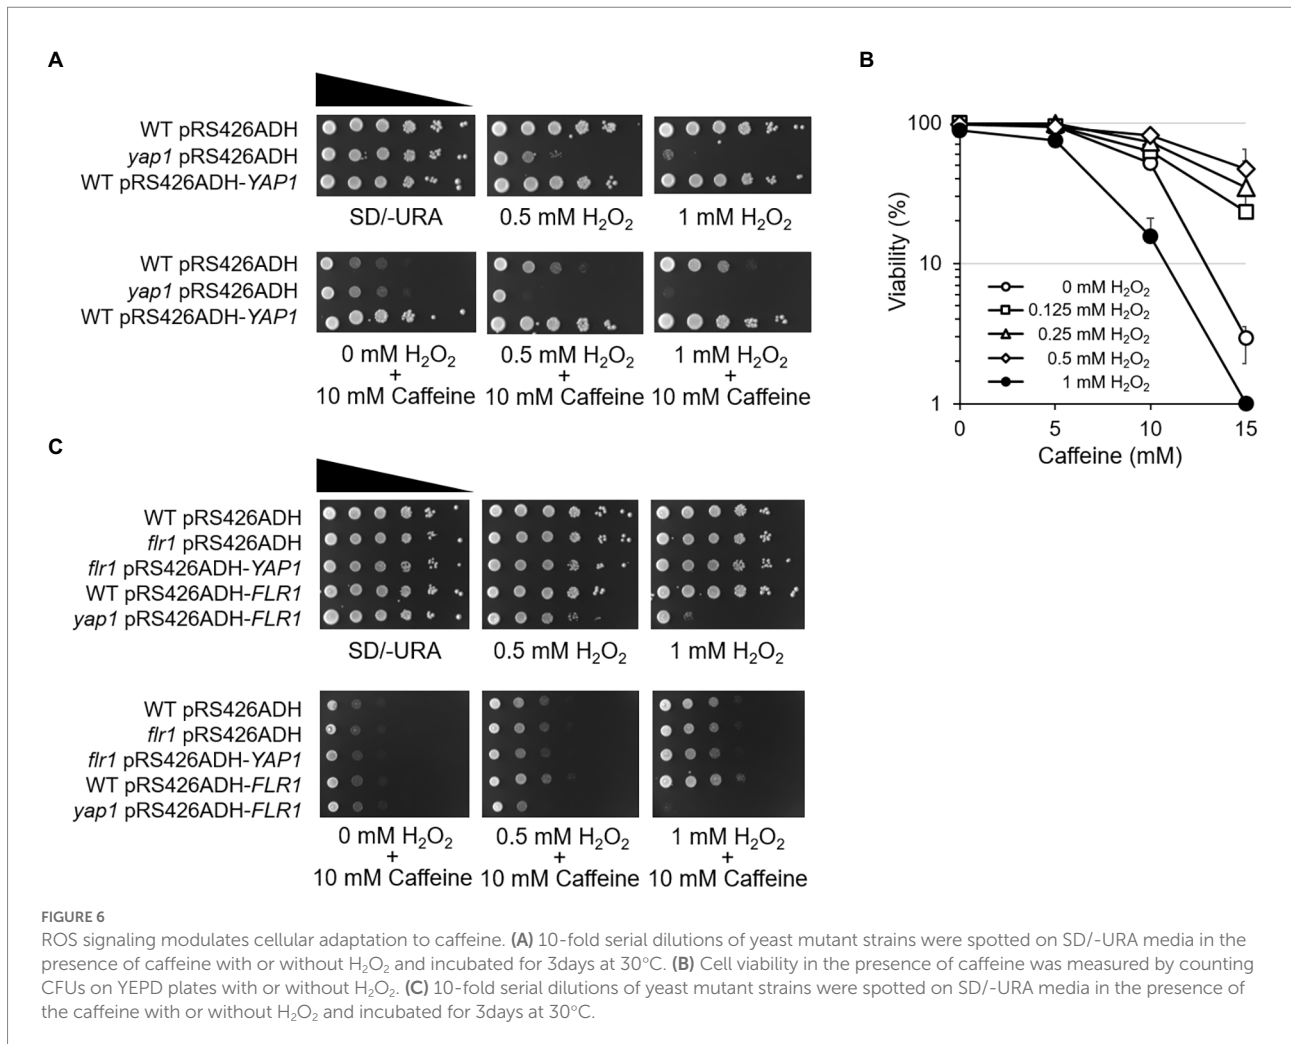 A
WT pRS426ADH
yap1 pRS426ADH
WT pRS426ADH-YAP1
SD/-URA
0.5 mM H₂O₂
1 mM H₂O₂
WT pRS426ADH
yap1 pRS426ADH
WT pRS426ADH-YAP1
0 mM H₂O₂
+
10 mM Caffeine
0.5 mM H₂O₂
+
10 mM Caffeine
1 mM H₂O₂
+
10 mM Caffeine
B
Viability (%)
100
10
1
0 mM H₂O₂
0.125 mM H₂O₂
0.25 mM H₂O₂
0.5 mM H₂O₂
1 mM H₂O₂
0 5 10 15
Caffeine (mM)
C
WT pRS426ADH
flr1 pRS426ADH
flr1 pRS426ADH-YAP1
WT pRS426ADH-FLR1
yap1 pRS426ADH-FLR1
SD/-URA
0.5 mM H₂O₂
1 mM H₂O₂
WT pRS426ADH
flr1 pRS426ADH
flr1 pRS426ADH-YAP1
WT pRS426ADH-FLR1
yap1 pRS426ADH-FLR1
0 mM H₂O₂
+
10 mM Caffeine
0.5 mM H₂O₂
+
10 mM Caffeine
1 mM H₂O₂
+
10 mM Caffeine
FIGURE 6
ROS signaling modulates cellular adaptation to caffeine. (A) 10-fold serial dilutions of yeast mutant strains were spotted on SD/-URA media in the
presence of caffeine with or without H₂O₂ and incubated for 3days at 30°C. (B) Cell viability in the presence of caffeine was measured by counting
CFUs on YEPD plates with or without H₂O₂. (C) 10-fold serial dilutions of yeast mutant strains were spotted on SD/-URA media in the presence of
the caffeine with or without H₂O₂ and incubated for 3days at 30°C.